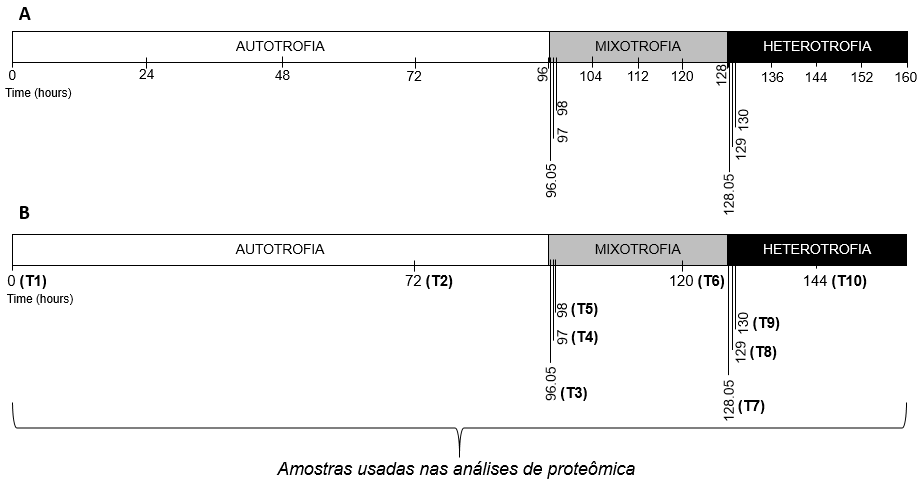 A
AUTOTROFIA MIXOTROFIA HETEROTROFIA
0 24 48 72 96 104 112 120 128 136 144 152 160
Time (hours)
98 130
97 129
96.05 128.05
B
AUTOTROFIA MIXOTROFIA HETEROTROFIA
0 (T1) 72 (T2) 120 (T6) 144 (T10)
Time (hours)
98 (T5) 130 (T9)
97 (T4) 129 (T8)
96.05 (T3) 128.05 (T7)
Amostras usadas nas análises de proteômica